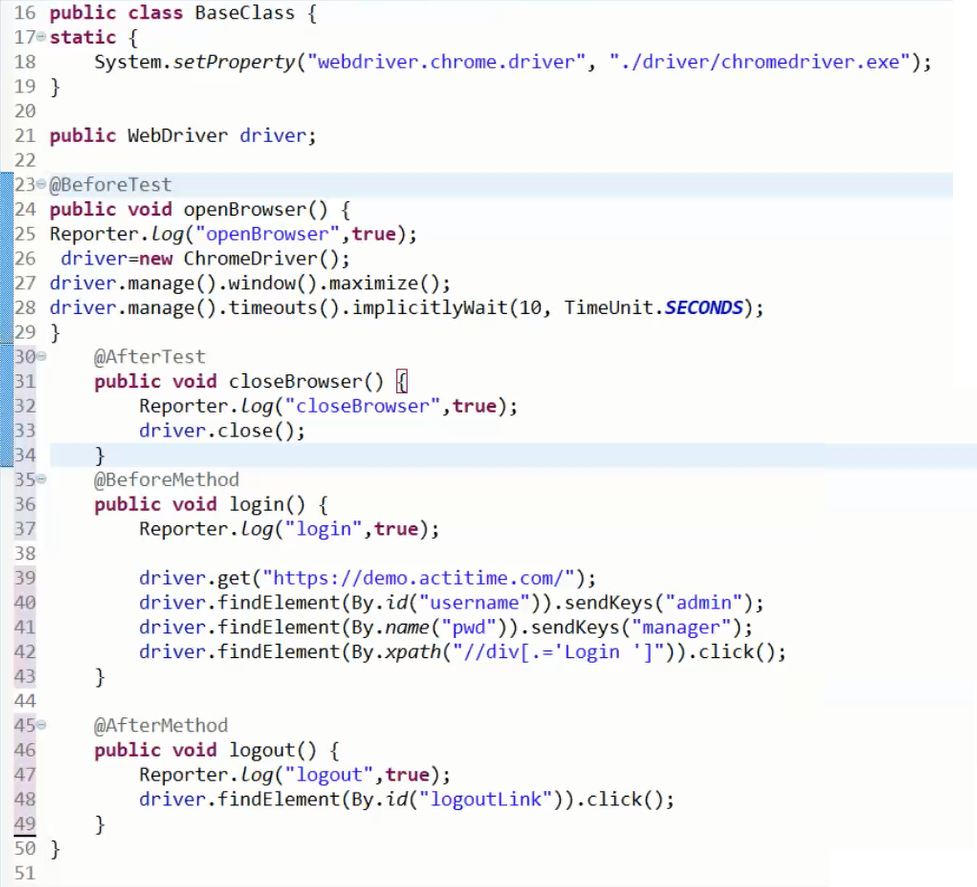 16 public class BaseClass {
17 static {
18     System.setProperty("webdriver.chrome.driver", "./driver/chromedriver.exe");
19 }
20
21 public WebDriver driver;
22
23 @BeforeTest
24 public void openBrowser() {
25 Reporter.log("openBrowser",true);
26  driver=new ChromeDriver();
27 driver.manage().window().maximize();
28 driver.manage().timeouts().implicitlyWait(10, TimeUnit.SECONDS);
29 }
30     @AfterTest
31     public void closeBrowser() {
32         Reporter.log("closeBrowser",true);
33         driver.close();
34     }
35     @BeforeMethod
36     public void login() {
37         Reporter.log("login",true);
38
39         driver.get("https://demo.actitime.com/");
40         driver.findElement(By.id("username")).sendKeys("admin");
41         driver.findElement(By.name("pwd")).sendKeys("manager");
42         driver.findElement(By.xpath("//div[.='Login ']")).click();
43     }
44
45     @AfterMethod
46     public void logout() {
47         Reporter.log("logout",true);
48         driver.findElement(By.id("logoutLink")).click();
49     }
50 }
51